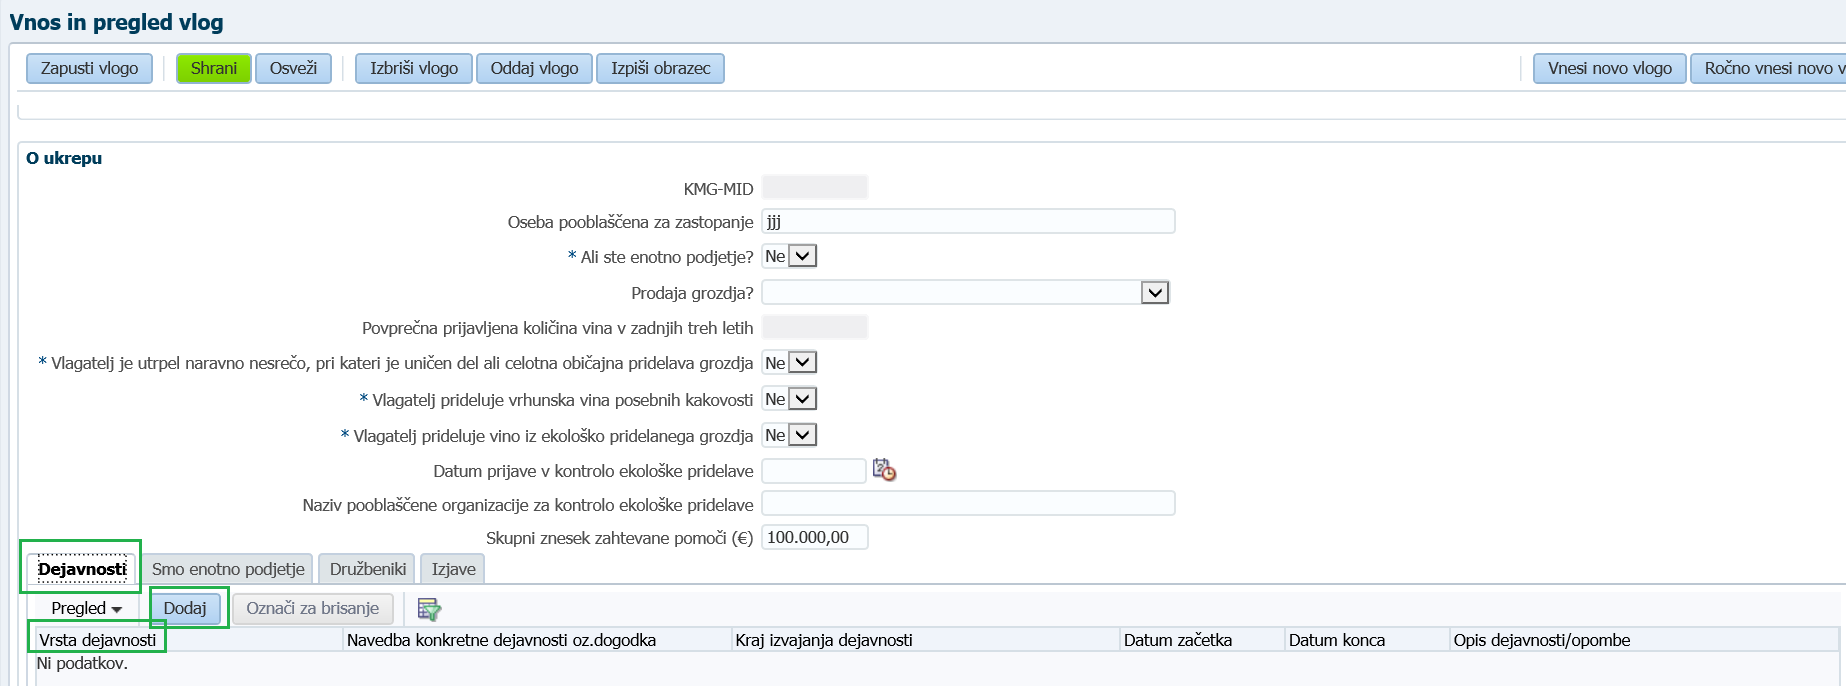 Vnos in pregled vlog
Zapusti vlogo Shrani Osveži Izbriši vlogo Oddaj vlogo Izpiši obrazec Vnesi novo vlogo Ročno vnesi novo v
O ukrepu
KMG-MID
Oseba pooblaščena za zastopanje jjj
* Ali ste enotno podjetje? Ne
Prodaja grozdja?
Povprečna prijavljena količina vina v zadnjih treh letih
* Vlagatelj je utrpel naravno nesrečo, pri kateri je uničen del ali celotna običajna pridelava grozdja Ne
* Vlagatelj prideluje vrhunska vina posebnih kakovosti Ne
* Vlagatelj prideluje vino iz ekološko pridelanega grozdja Ne
Datum prijave v kontrolo ekološke pridelave
Naziv pooblaščene organizacije za kontrolo ekološke pridelave
Skupni znesek zahtevane pomoči (€) 100.000,00
Dejavnosti Smo enotno podjetje Družbeniki Izjave
Pregled Dodaj Označi za brisanje
Vrsta dejavnosti Navedba konkretne dejavnosti oz.dogodka Kraj izvajanja dejavnosti Datum začetka Datum konca Opis dejavnosti/opombe
Ni podatkov.